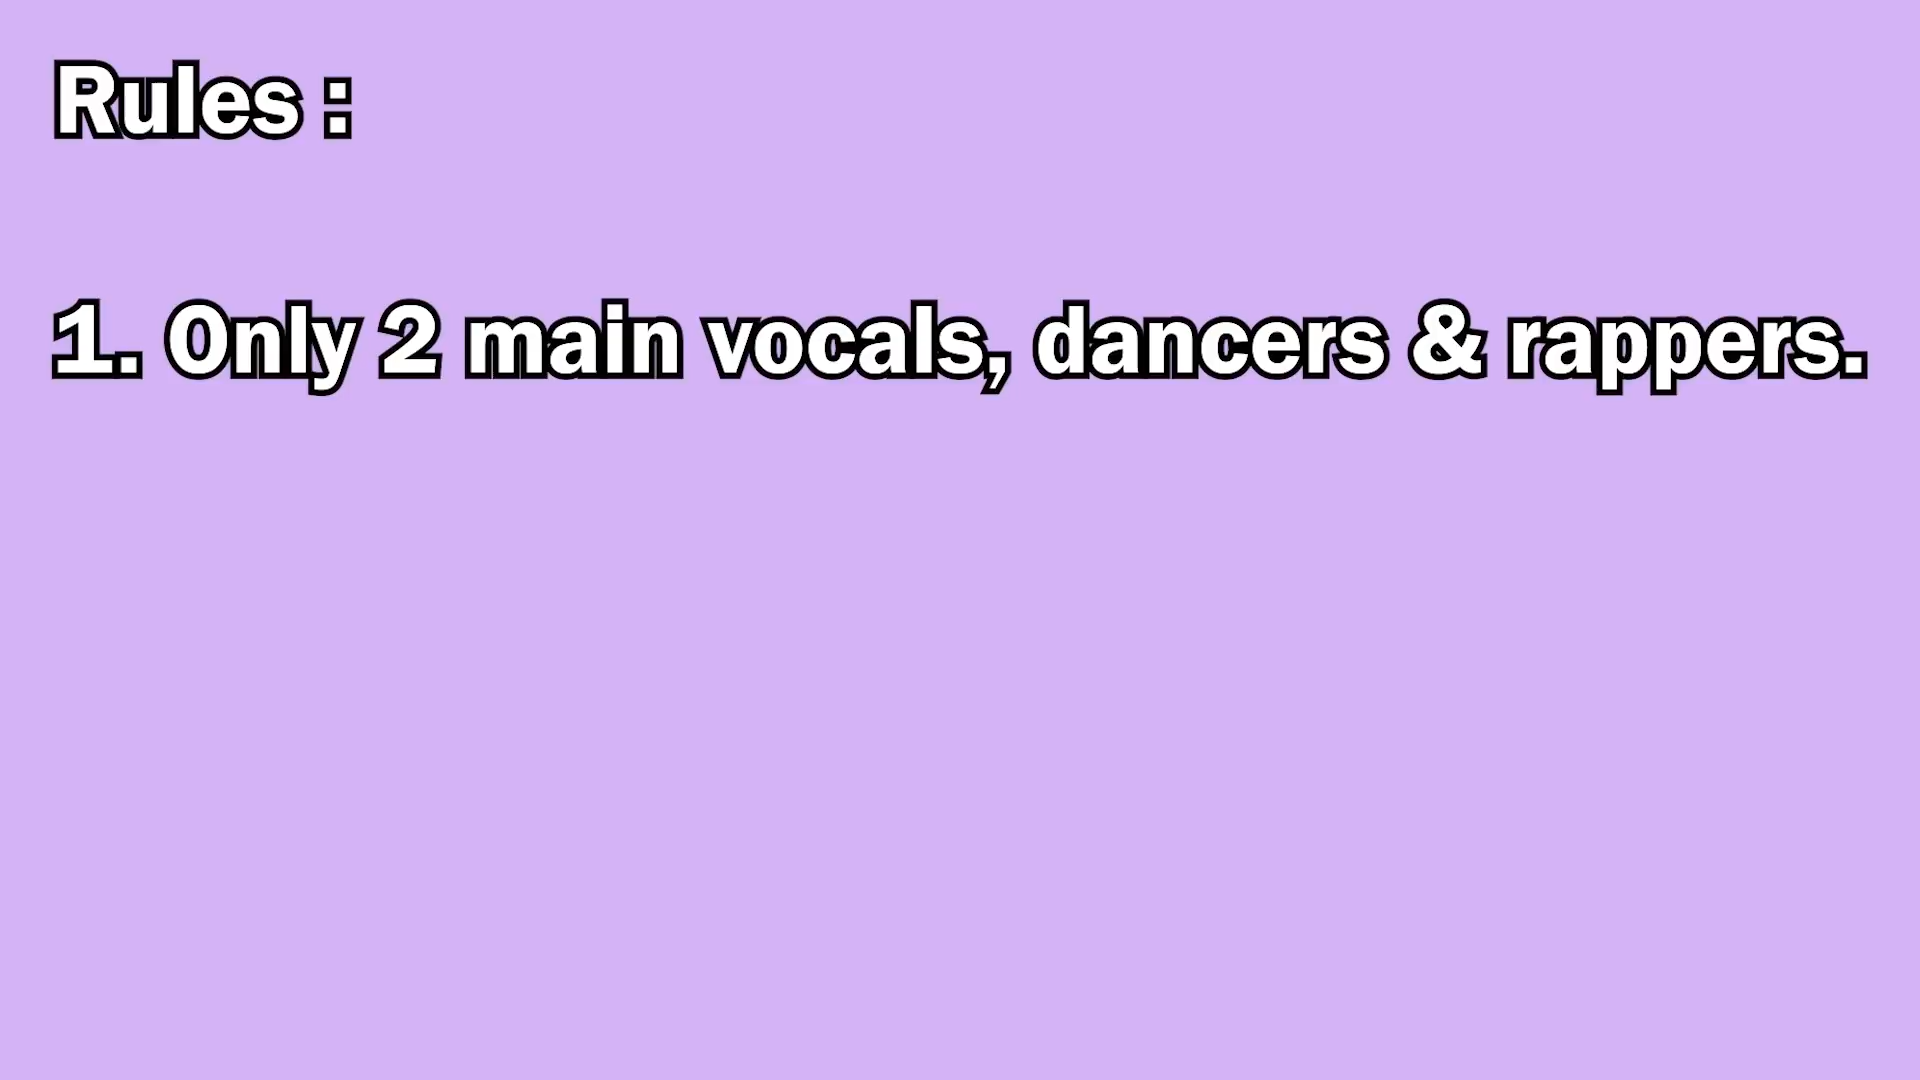 Rules :
1. Only 2 main vocals, dancers & rappers.